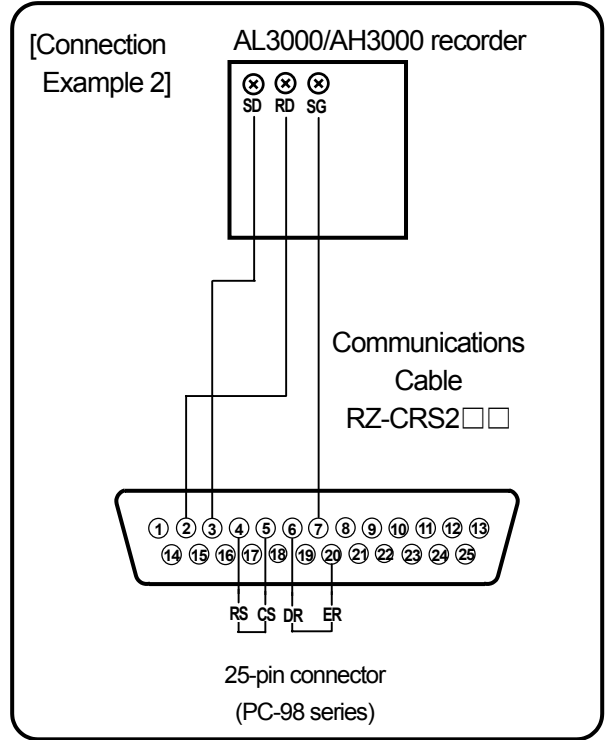 [Connection
Example 2]
AL3000/AH3000 recorder
SD RD SG
Communications
Cable
RZ-CRS2□□
1 2 3 4 5 6 7 8 9 10 11 12 13
14 15 16 17 18 19 20 21 22 23 24 25
RS CS DR ER
25-pin connector
(PC-98 series)